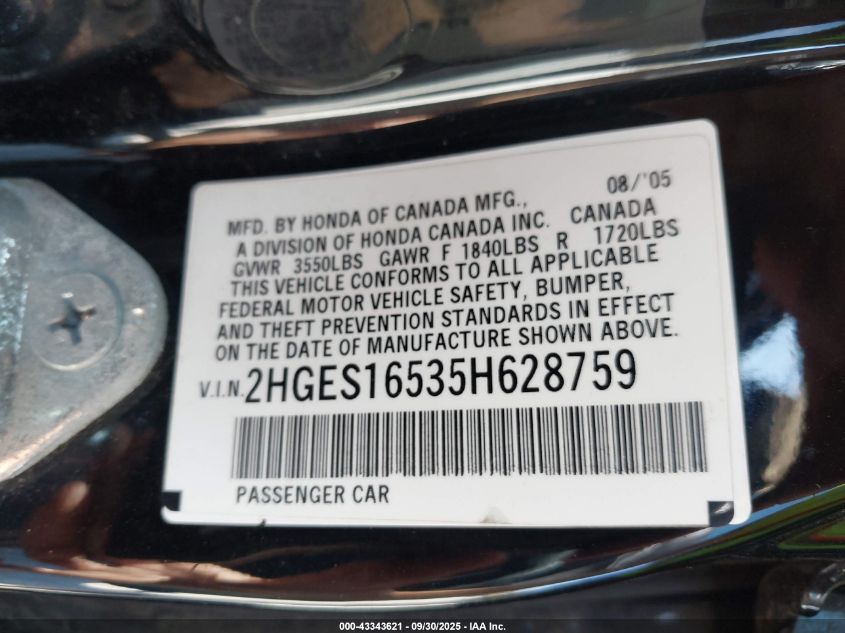 08/'05
MFD. BY HONDA OF CANADA MFG.,
A DIVISION OF HONDA CANADA INC. CANADA
GVWR 3550LBS GAWR F 1840LBS R 1720LBS
THIS VEHICLE CONFORMS TO ALL APPLICABLE
FEDERAL MOTOR VEHICLE SAFETY, BUMPER,
AND THEFT PREVENTION STANDARDS IN EFFECT
ON THE DATE OF MANUFACTURE SHOWN ABOVE.
V.I.N. 2HGES16535H628759
PASSENGER CAR
000-43343621 - 09/30/2025 - IAA Inc.